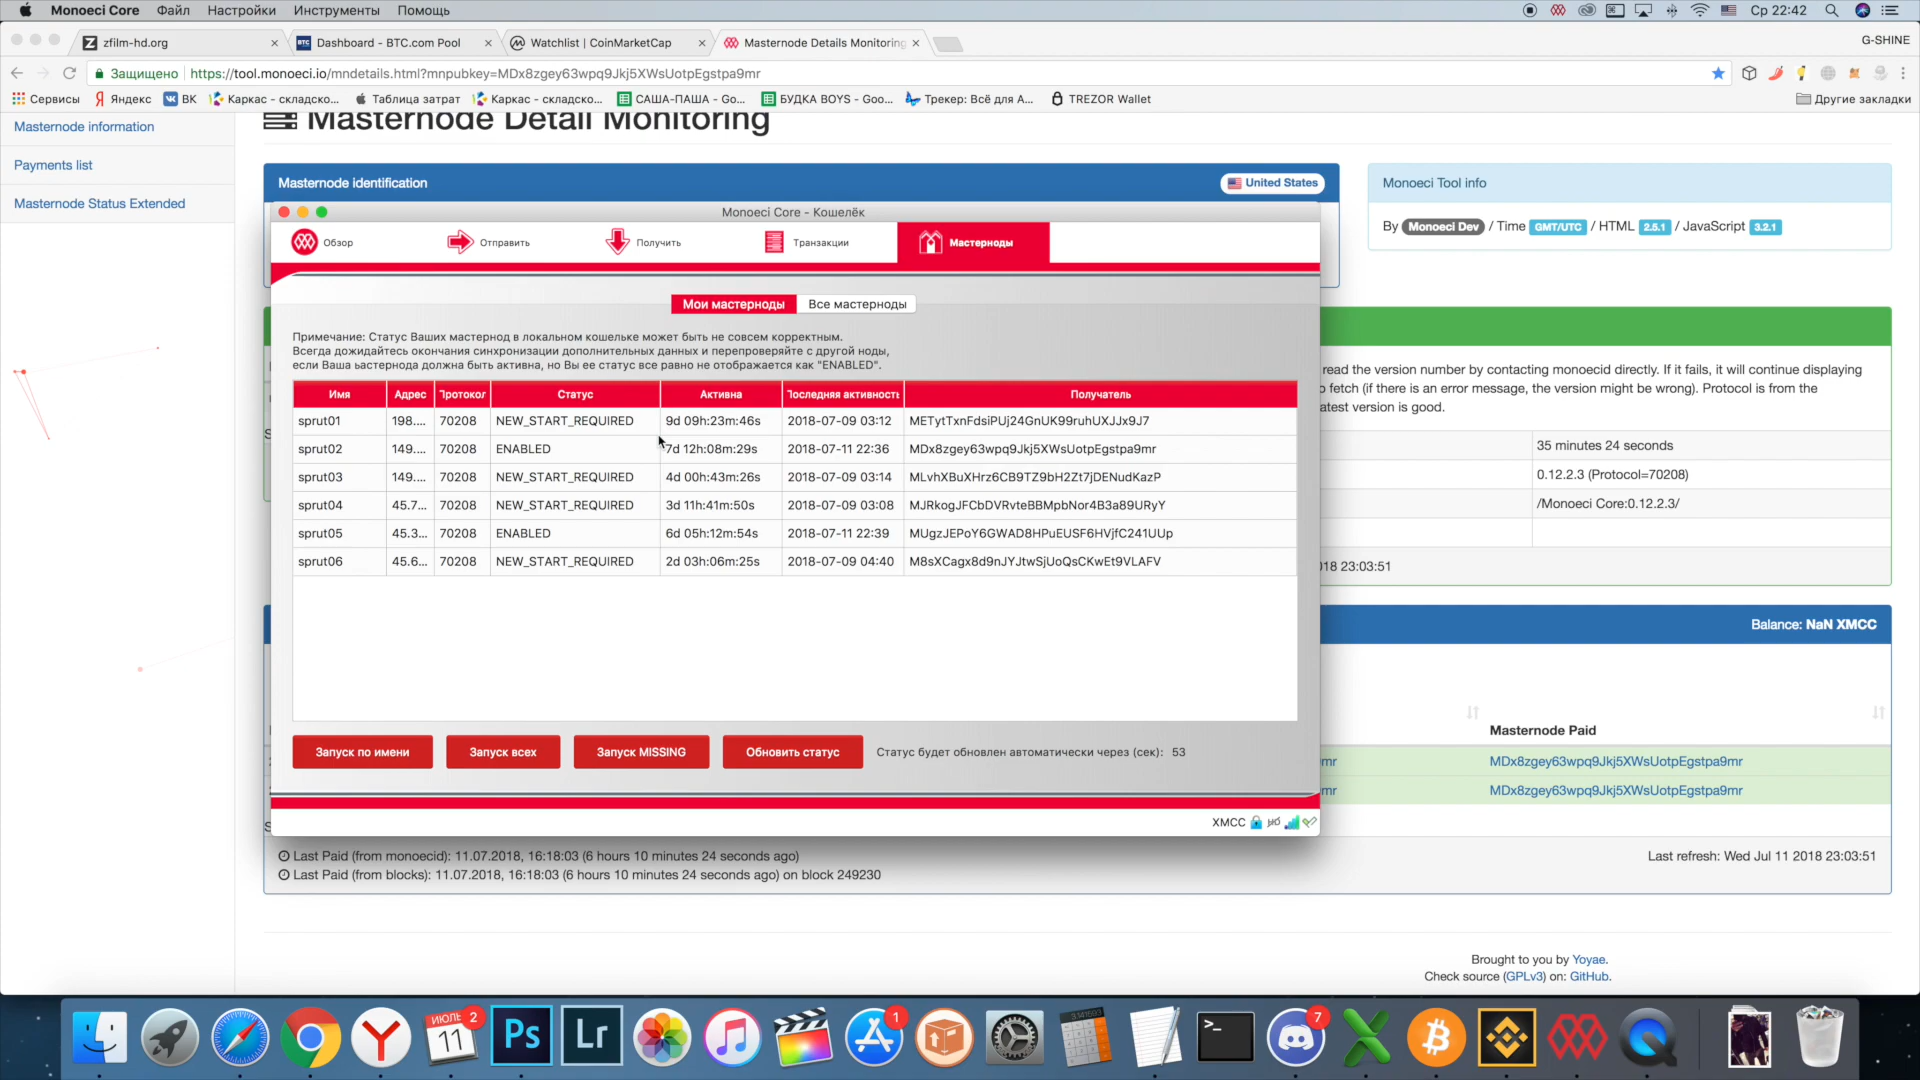 Monoeci Core Файл Настройки Инструменты Помощь Ср 22:42
zfilm-hd.org Dashboard - BTC.com Pool Watchlist | CoinMarketCap Masternode Details Monitoring G-SHINE
Защищено https://tool.monoeci.io/mndetails.html?mnpubkey=MDx8zgey63wpq9Jkj5XWsUotpEgstpa9mr
Сервисы Яндекс ВК Каркас - складско... Таблица затрат Каркас - складско... САША-ПАША - Go... БУДКА BOYS - Goo... Трекер: Всё для А... TREZOR Wallet Другие закладки
Masternode information
Payments list
Masternode Status Extended
Masternode Detail Monitoring
Masternode identification United States
Monoeci Tool info
By Monoeci Dev / Time GMT/UTC / HTML 2.5.1 / JavaScript 3.2.1
Monoeci Core - Кошелёк
Обзор Отправить Получить Транзакции Мастерноды
Мои мастерноды Все мастерноды
Примечание: Статус Ваших мастернод в локальном кошельке может быть не совсем корректным.
Всегда дожидайтесь окончания синхронизации дополнительных данных и перепроверяйте с другой ноды,
если Ваша ьастернода должна быть активна, но Вы ее статус все равно не отображается как "ENABLED".
Имя Адрес Протокол Статус Активна Последняя активность Получатель
sprut01 198.... 70208 NEW_START_REQUIRED 9d 09h:23m:46s 2018-07-09 03:12 METytTxnFdsiPUj24GnUK99ruhUXJJx9J7
sprut02 149.... 70208 ENABLED 7d 12h:08m:29s 2018-07-11 22:36 MDx8zgey63wpq9Jkj5XWsUotpEgstpa9mr
sprut03 149.... 70208 NEW_START_REQUIRED 4d 00h:43m:26s 2018-07-09 03:14 MLvhXBuXHrz6CB9TZ9bH2Zt7jDENudKazP
sprut04 45.7... 70208 NEW_START_REQUIRED 3d 11h:41m:50s 2018-07-09 03:08 MJRkogJFCbDVRvteBBMpbNor4B3a89URyY
sprut05 45.3... 70208 ENABLED 6d 05h:12m:54s 2018-07-11 22:39 MUgzJEPoY6GWAD8HPuEUSF6HVjfC241UUp
sprut06 45.6... 70208 NEW_START_REQUIRED 2d 03h:06m:25s 2018-07-09 04:40 M8sXCagx8d9nJYJtwSjUoQsCKwEt9VLAFV
Запуск по имени Запуск всех Запуск MISSING Обновить статус Статус будет обновлен автоматически через (сек): 53
XMCC HD
read the version number by contacting monoecid directly. If it fails, it will continue displaying
fetch (if there is an error message, the version might be wrong). Protocol is from the
atest version is good.
35 minutes 24 seconds
0.12.2.3 (Protocol=70208)
/Monoeci Core:0.12.2.3/
18 23:03:51
Balance: NaN XMCC
Masternode Paid
mr MDx8zgey63wpq9Jkj5XWsUotpEgstpa9mr
mr MDx8zgey63wpq9Jkj5XWsUotpEgstpa9mr
Last Paid (from monoecid): 11.07.2018, 16:18:03 (6 hours 10 minutes 24 seconds ago) Last refresh: Wed Jul 11 2018 23:03:51
Last Paid (from blocks): 11.07.2018, 16:18:03 (6 hours 10 minutes 24 seconds ago) on block 249230
Brought to you by Yoyae.
Check source (GPLv3) on: GitHub.
ИЮЛЬ 2 11 Ps Lr 1 3.141593 7